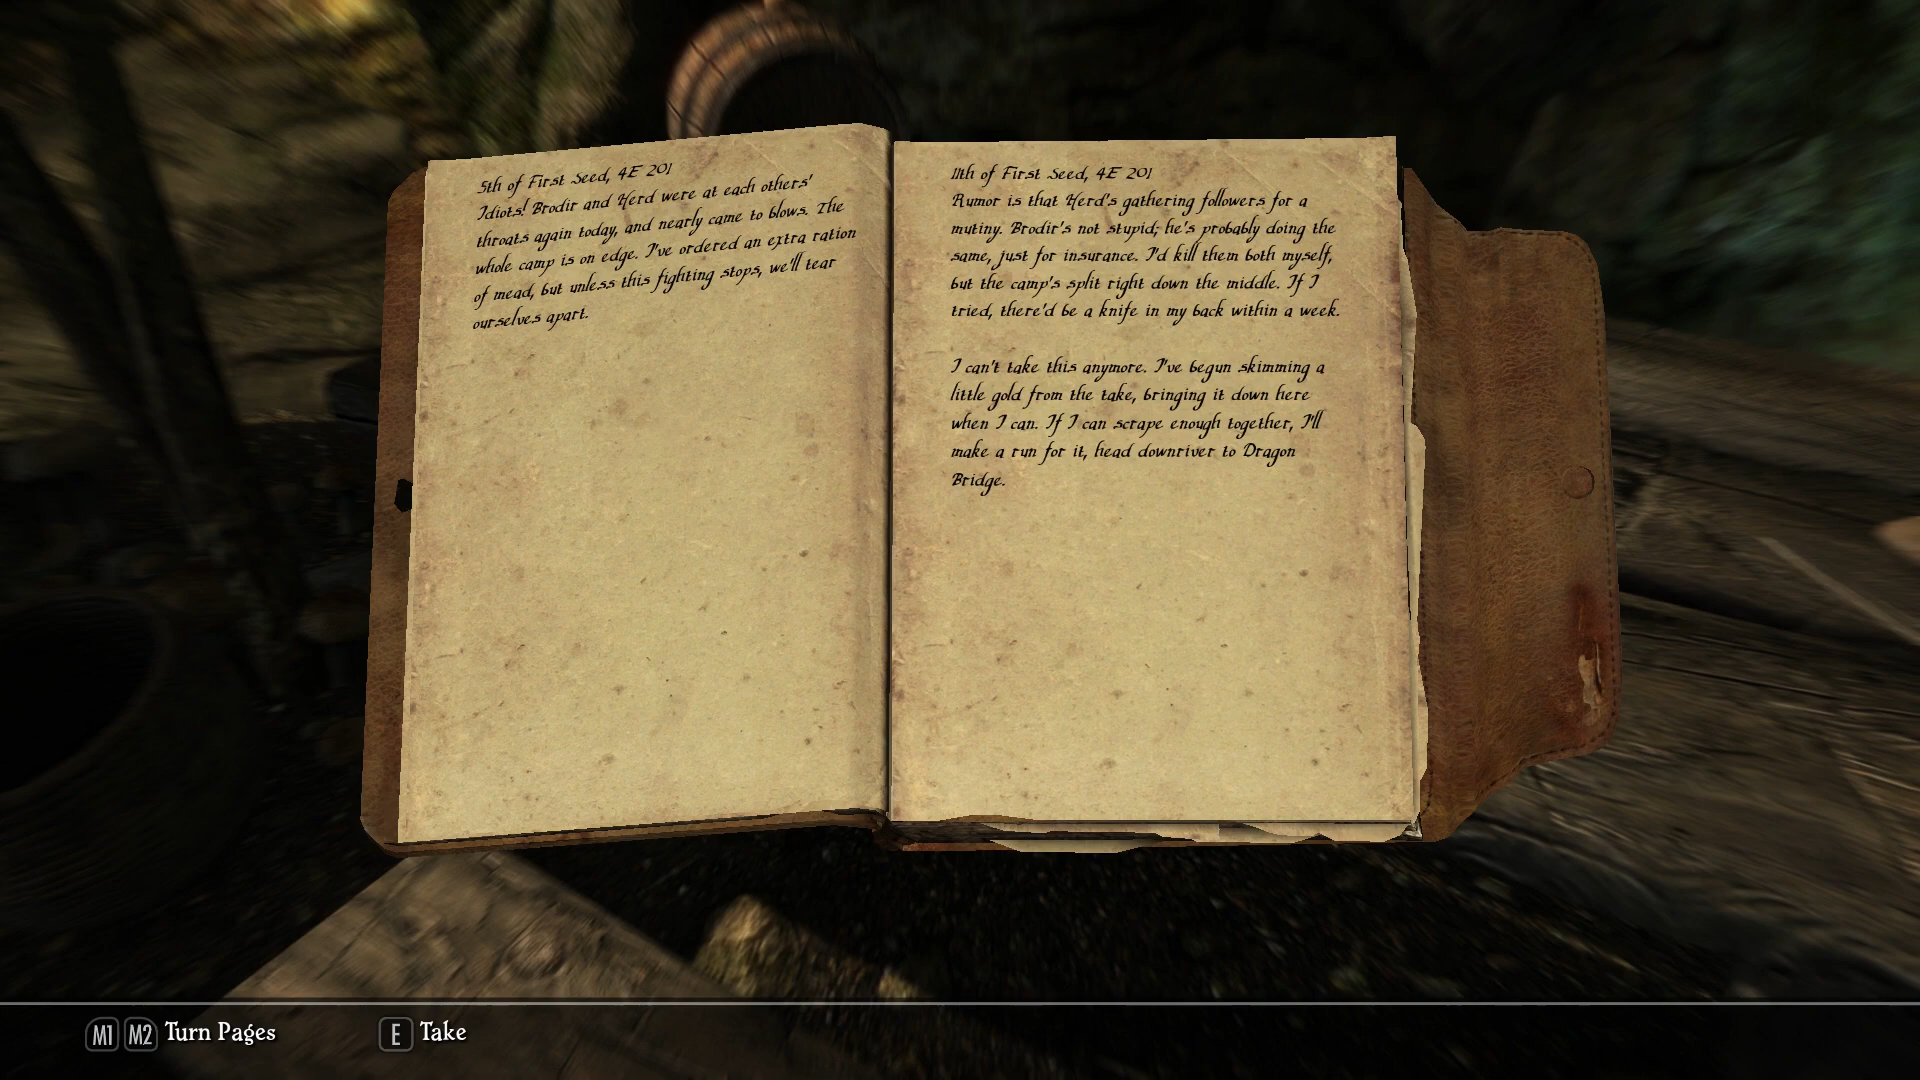 5th of First Seed, 4E 201
Idiots! Brodir and Yerd were at each others'
throats again today, and nearly came to blows. The
whole camp is on edge. I've ordered an extra ration
of mead, but unless this fighting stops, we'll tear
ourselves apart.
11th of First Seed, 4E 201
Rumor is that Yerd's gathering followers for a
mutiny. Brodir's not stupid; he's probably doing the
same, just for insurance. I'd kill them both myself,
but the camp's split right down the middle. If I
tried, there'd be a knife in my back within a week.
I can't take this anymore. I've begun skimming a
little gold from the take, bringing it down here
when I can. If I can scrape enough together, I'll
make a run for it, head downriver to Dragon
Bridge.
M1 M2 Turn Pages E Take